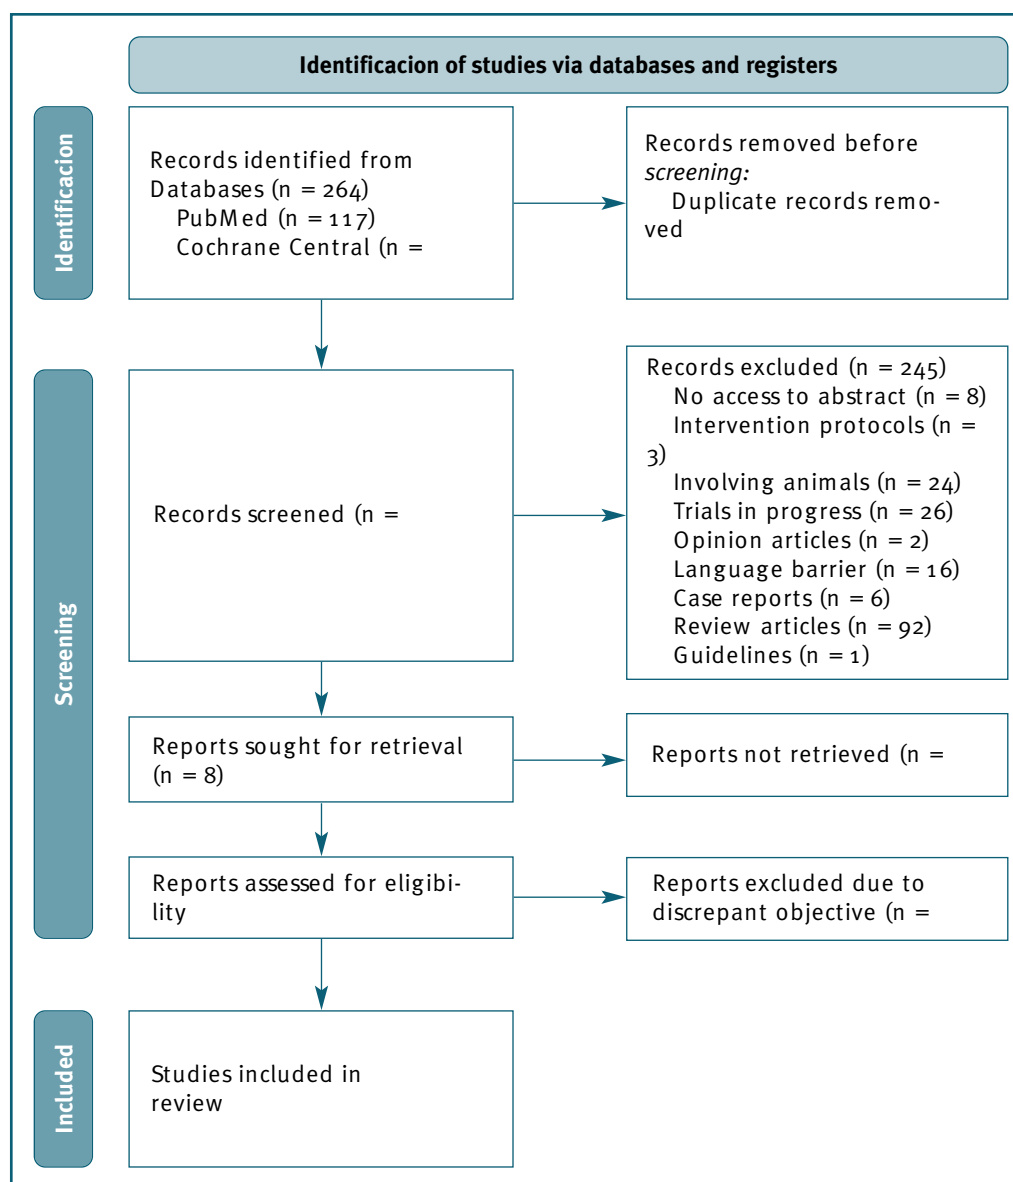 Identificacion of studies via databases and registers
Identificacion
Records identified from
Databases (n = 264)
PubMed (n = 117)
Cochrane Central (n =
Records removed before
screening:
Duplicate records remo-
ved
Screening
Records screened (n =
Records excluded (n = 245)
No access to abstract (n = 8)
Intervention protocols (n =
3)
Involving animals (n = 24)
Trials in progress (n = 26)
Opinion articles (n = 2)
Language barrier (n = 16)
Case reports (n = 6)
Review articles (n = 92)
Guidelines (n = 1)
Reports sought for retrieval
(n = 8)
Reports not retrieved (n =
Reports assessed for eligibi-
lity
Reports excluded due to
discrepant objective (n =
Included
Studies included in
review